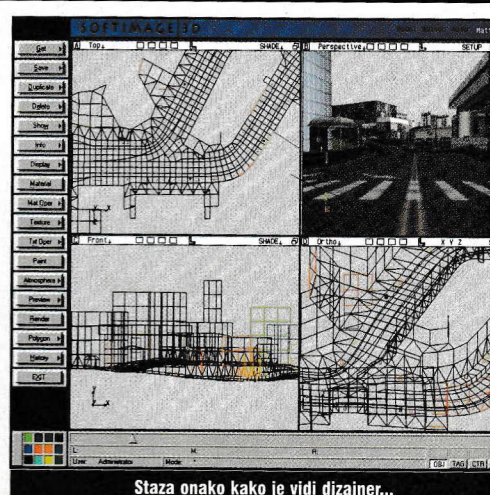 SOFTIMAGE|3D
Matt
Get
Save
Duplicate
Delete
Show
Info
Display
Material
Mat Oper
Texture
Txt Oper
Paint
Atmosphere
Preview
Render
Polygon
History
EXIT
A Top SHADE
B Perspective SETUP
C Front SHADE
D Ortho X Y Z
L: M: R:
User: Administrator Mode:
OBJ TAG CTR
Staza onako kako je vidi dizajner...